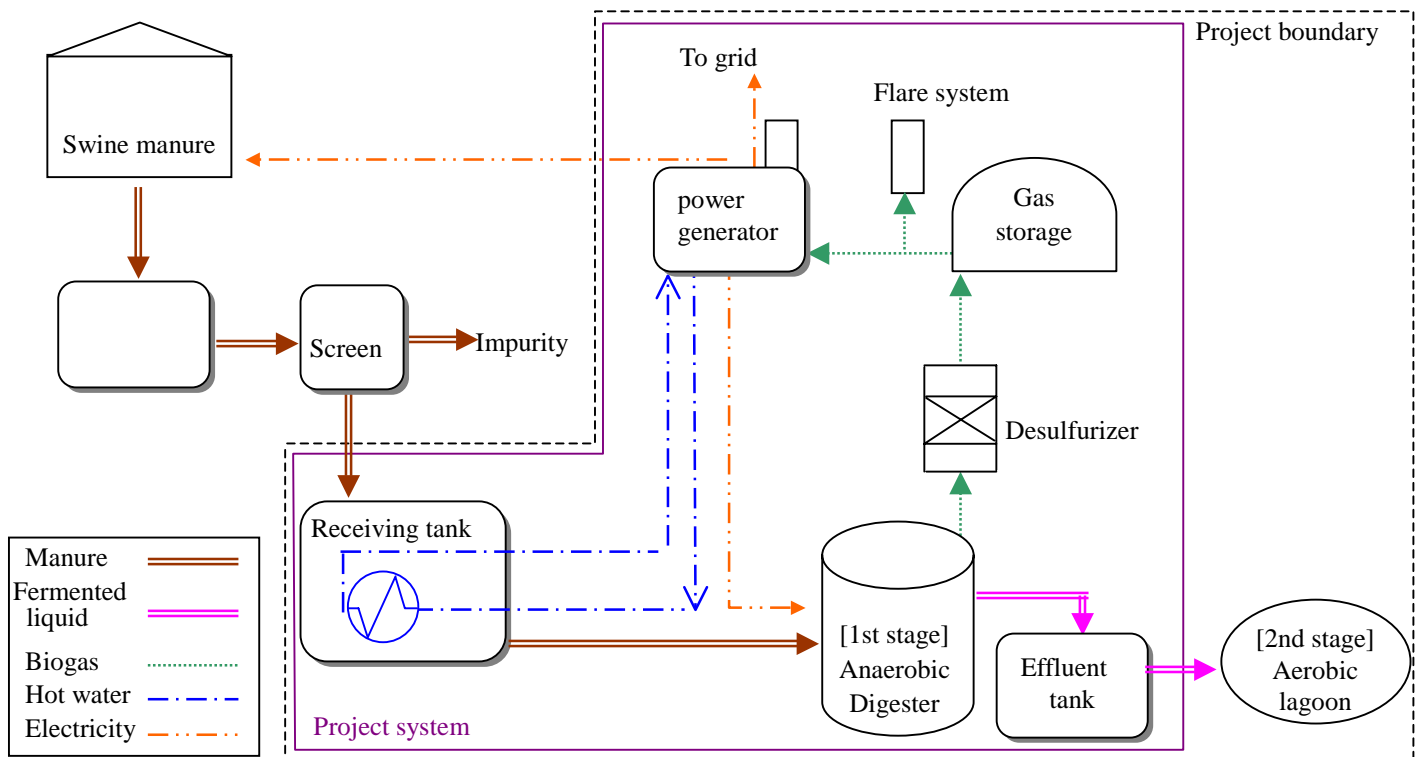 Project boundary
To grid
Flare system
Swine manure
power
generator
Gas
storage
Screen
Impurity
Desulfurizer
Receiving tank
[1st stage]
Anaerobic
Digester
Effluent
tank
[2nd stage]
Aerobic
lagoon
Project system
Manure
Fermented
liquid
Biogas
Hot water
Electricity